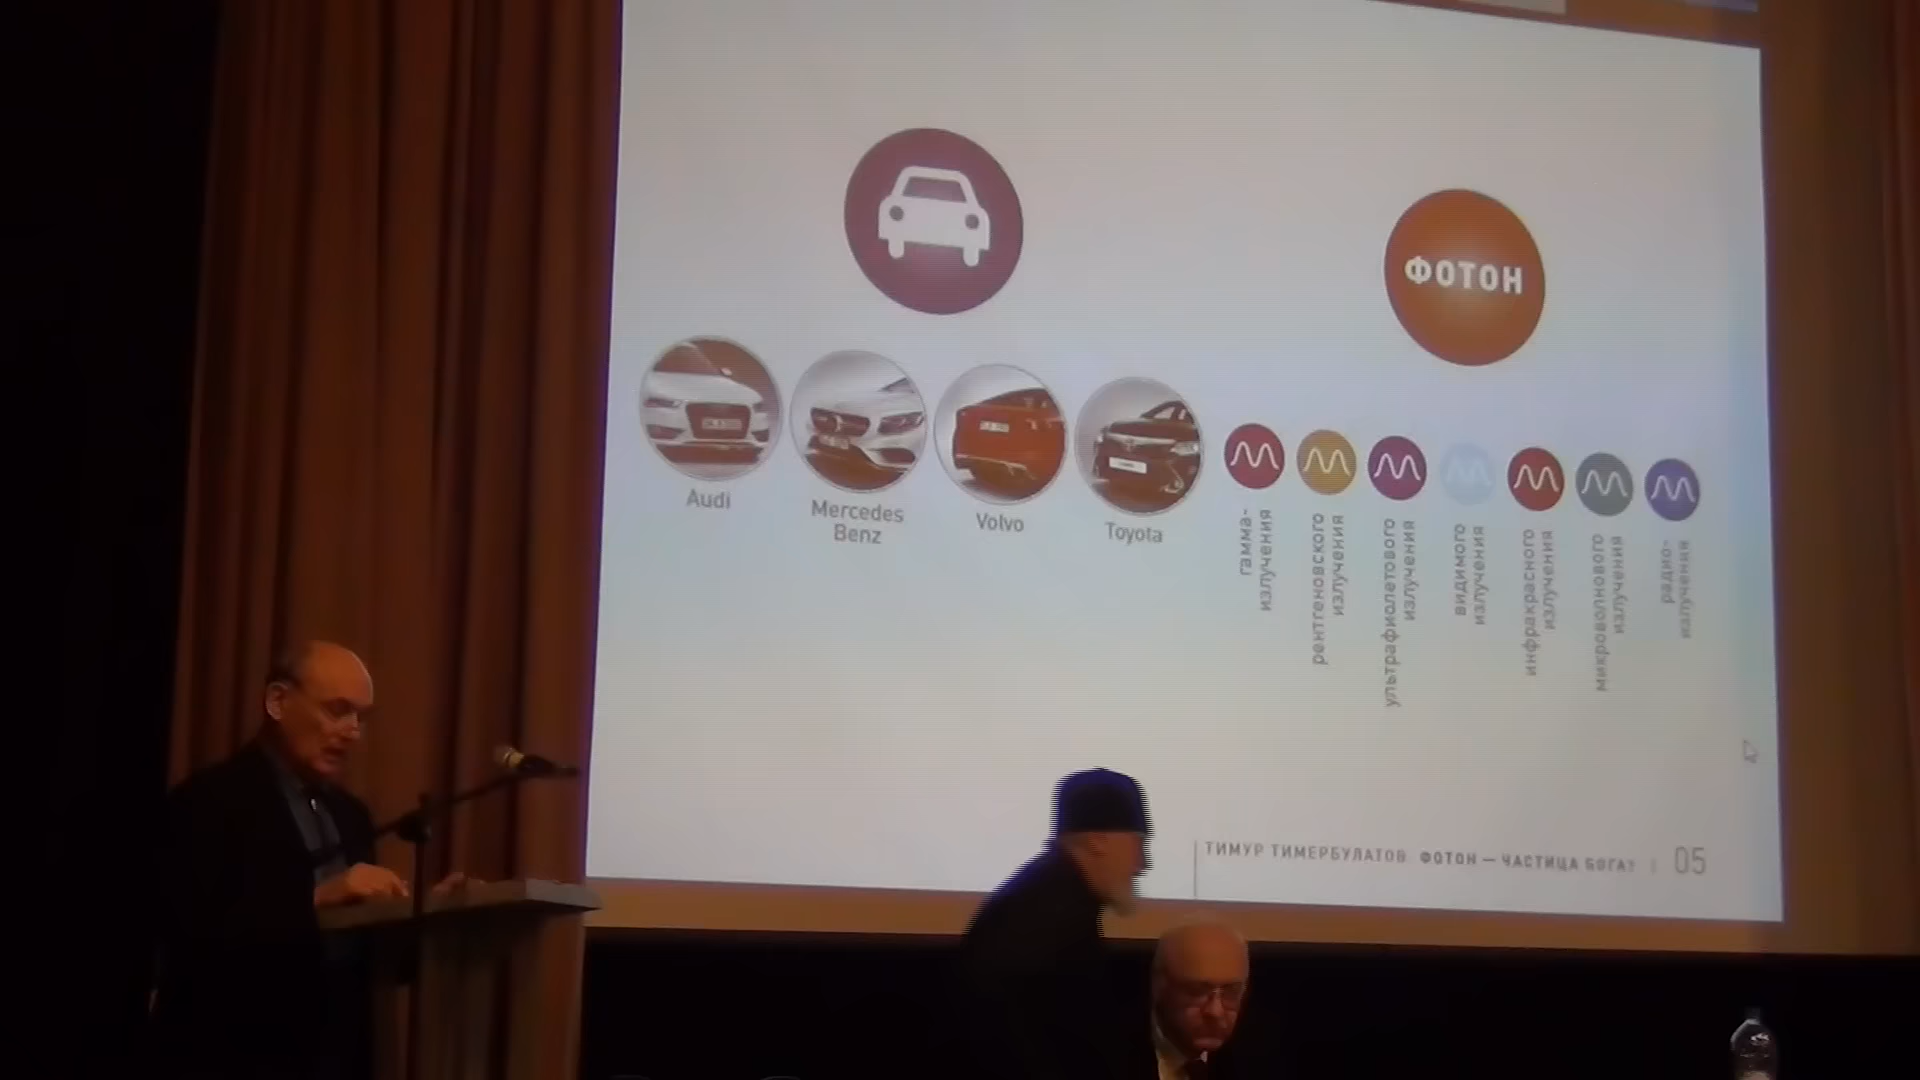 ФОТОН
Audi
Mercedes
Benz
Volvo
Toyota
гамма-
излучения
рентгеновского
излучения
ультрафиолетового
излучения
видимого
излучения
инфракрасного
излучения
микроволнового
излучения
радио-
излучения
ТИМУР ТИМЕРБУЛАТОВ ФОТОН — ЧАСТИЦА БОГА? | 05